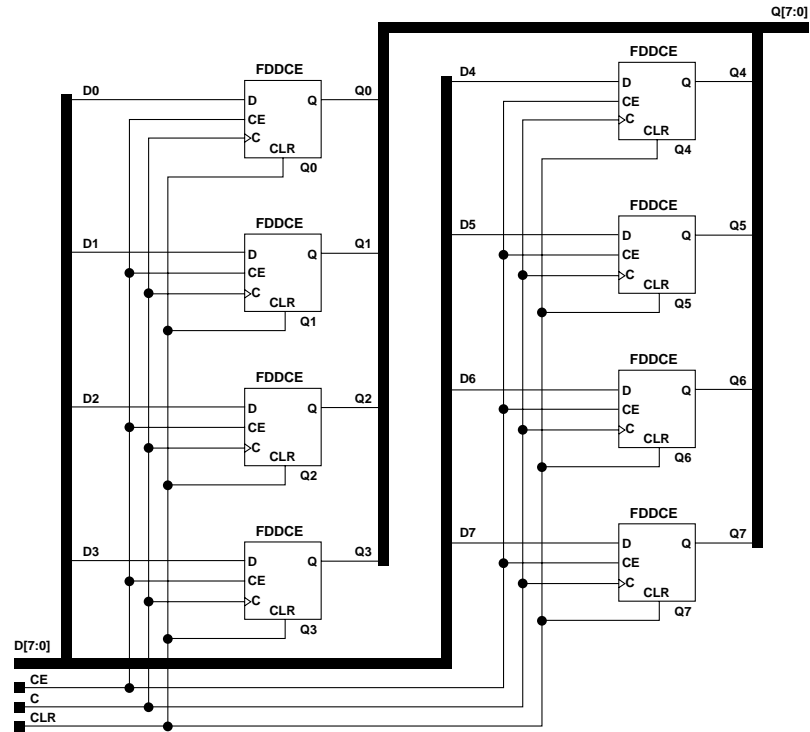 Q[7:0]
FDDCE
D0
D
Q
Q0
CE
C
CLR
Q0
FDDCE
D1
D
Q
Q1
CE
C
CLR
Q1
FDDCE
D2
D
Q
Q2
CE
C
CLR
Q2
FDDCE
D3
D
Q
Q3
CE
C
CLR
Q3
FDDCE
D4
D
Q
Q4
CE
C
CLR
Q4
FDDCE
D5
D
Q
Q5
CE
C
CLR
Q5
FDDCE
D6
D
Q
Q6
CE
C
CLR
Q6
FDDCE
D7
D
Q
Q7
CE
C
CLR
Q7
D[7:0]
CE
C
CLR